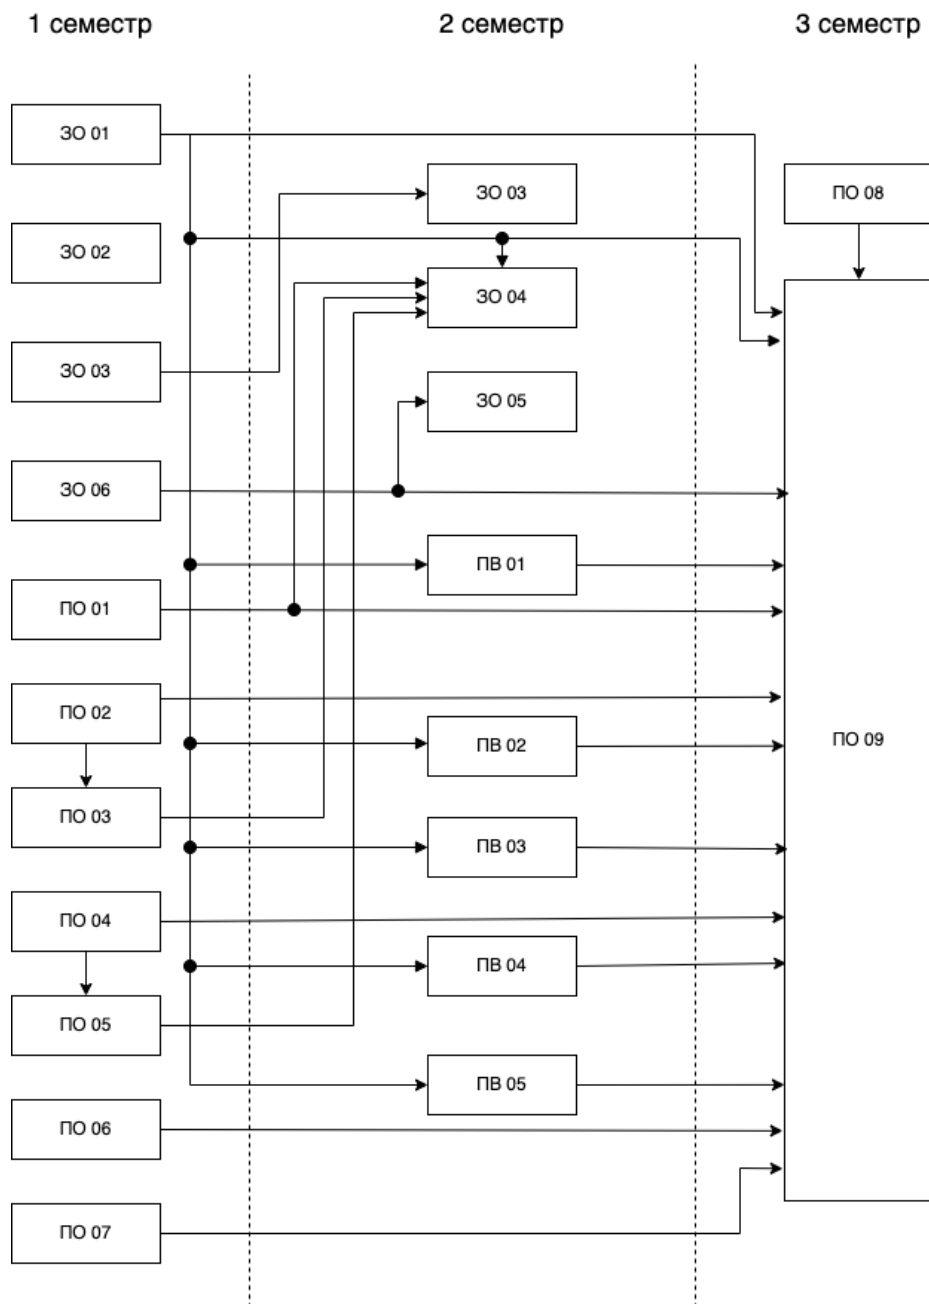 1 семестр
2 семестр
3 семестр
ЗО 01
ЗО 02
ЗО 03
ЗО 06
ПО 01
ПО 02
ПО 03
ПО 04
ПО 05
ПО 06
ПО 07
ЗО 03
ЗО 04
ЗО 05
ПВ 01
ПВ 02
ПВ 03
ПВ 04
ПВ 05
ПО 08
ПО 09